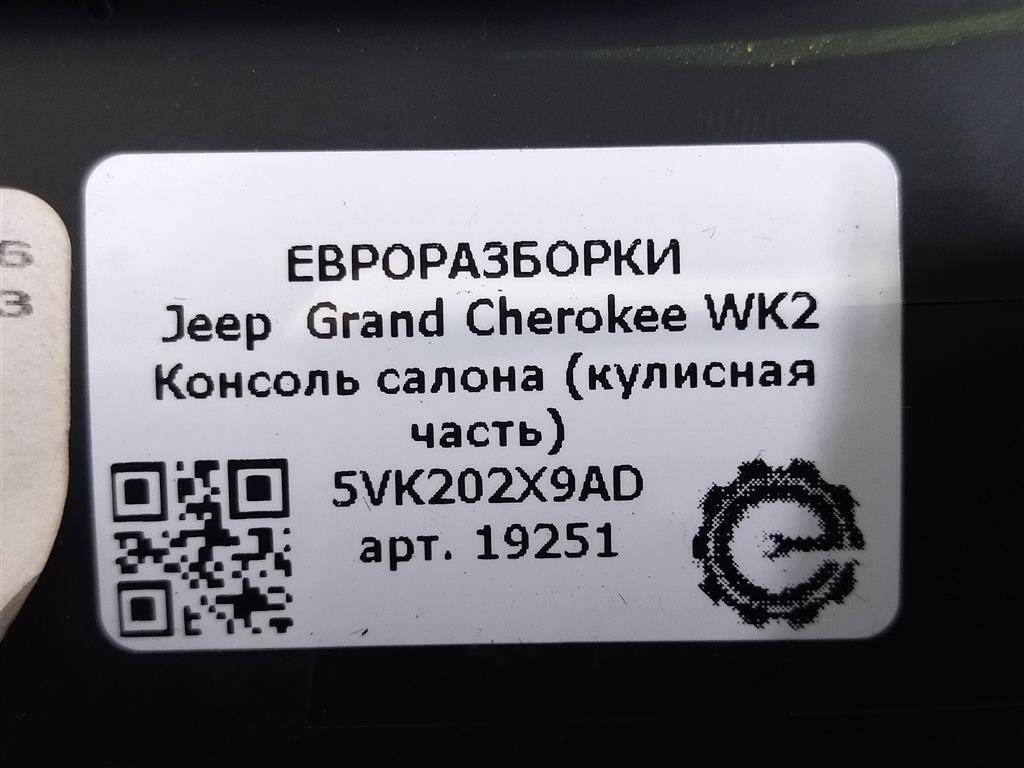 ЕВРОРАЗБОРКИ
Jeep Grand Cherokee WK2
Консоль салона (кулисная
часть)
5VK202X9AD
арт. 19251